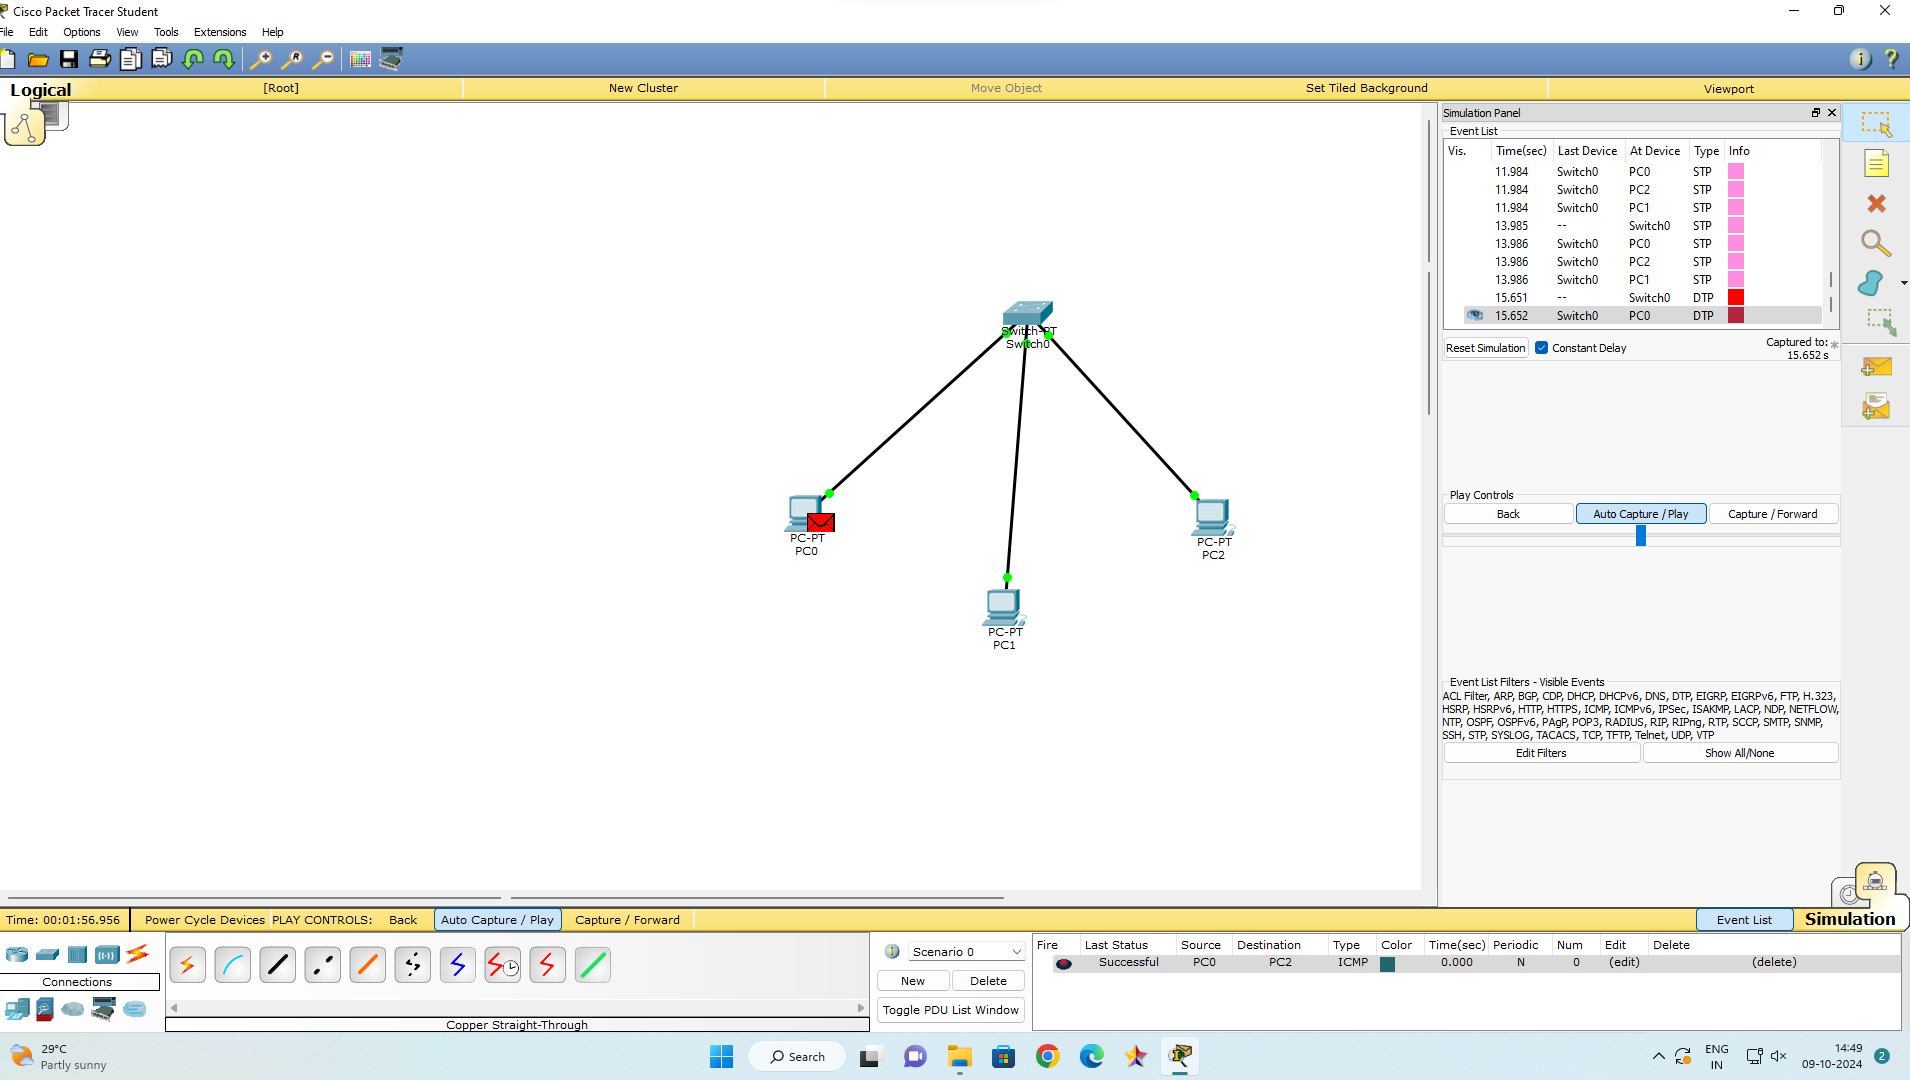 Cisco Packet Tracer Student
File Edit Options View Tools Extensions Help
Logical [Root] New Cluster Move Object Set Tiled Background Viewport
Simulation Panel
Event List
Vis. Time(sec) Last Device At Device Type Info
11.984 Switch0 PC0 STP
11.984 Switch0 PC2 STP
11.984 Switch0 PC1 STP
13.985 -- Switch0 STP
13.986 Switch0 PC0 STP
13.986 Switch0 PC2 STP
13.986 Switch0 PC1 STP
15.651 -- Switch0 DTP
15.652 Switch0 PC0 DTP
Reset Simulation Constant Delay Captured to: *
15.652 s
Switch-PT
Switch0
PC-PT
PC0
PC-PT
PC1
PC-PT
PC2
Play Controls
Back Auto Capture / Play Capture / Forward
Event List Filters - Visible Events
ACL Filter, ARP, BGP, CDP, DHCP, DHCPv6, DNS, DTP, EIGRP, EIGRPv6, FTP, H.323,
HSRP, HSRPv6, HTTP, HTTPS, ICMP, ICMPv6, IPSec, ISAKMP, LACP, NDP, NETFLOW,
NTP, OSPF, OSPFv6, PAgP, POP3, RADIUS, RIP, RIPng, RTP, SCCP, SMTP, SNMP,
SSH, STP, SYSLOG, TACACS, TCP, TFTP, Telnet, UDP, VTP
Edit Filters Show All/None
Time: 00:01:56.956 Power Cycle Devices PLAY CONTROLS: Back Auto Capture / Play Capture / Forward Event List Simulation
Connections
Copper Straight-Through
Scenario 0
New Delete
Toggle PDU List Window
Fire Last Status Source Destination Type Color Time(sec) Periodic Num Edit Delete
Successful PC0 PC2 ICMP 0.000 N 0 (edit) (delete)
29°C
Partly sunny
Search
ENG
IN
14:49
09-10-2024
2